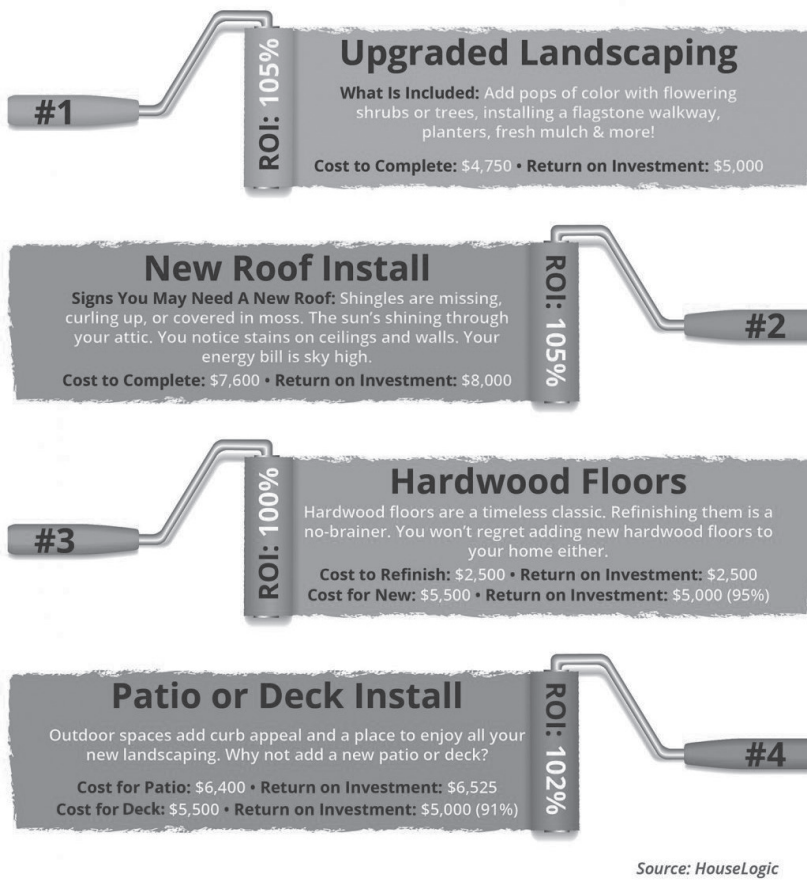 #1
ROI: 105%
Upgraded Landscaping
What Is Included: Add pops of color with flowering
shrubs or trees, installing a flagstone walkway,
planters, fresh mulch & more!
Cost to Complete: $4,750 • Return on Investment: $5,000
New Roof Install
Signs You May Need A New Roof: Shingles are missing,
curling up, or covered in moss. The sun’s shining through
your attic. You notice stains on ceilings and walls. Your
energy bill is sky high.
Cost to Complete: $7,600 • Return on Investment: $8,000
ROI: 105%
#2
#3
ROI: 100%
Hardwood Floors
Hardwood floors are a timeless classic. Refinishing them is a
no-brainer. You won’t regret adding new hardwood floors to
your home either.
Cost to Refinish: $2,500 • Return on Investment: $2,500
Cost for New: $5,500 • Return on Investment: $5,000 (95%)
Patio or Deck Install
Outdoor spaces add curb appeal and a place to enjoy all your
new landscaping. Why not add a new patio or deck?
Cost for Patio: $6,400 • Return on Investment: $6,525
Cost for Deck: $5,500 • Return on Investment: $5,000 (91%)
ROI: 102%
#4
Source: HouseLogic